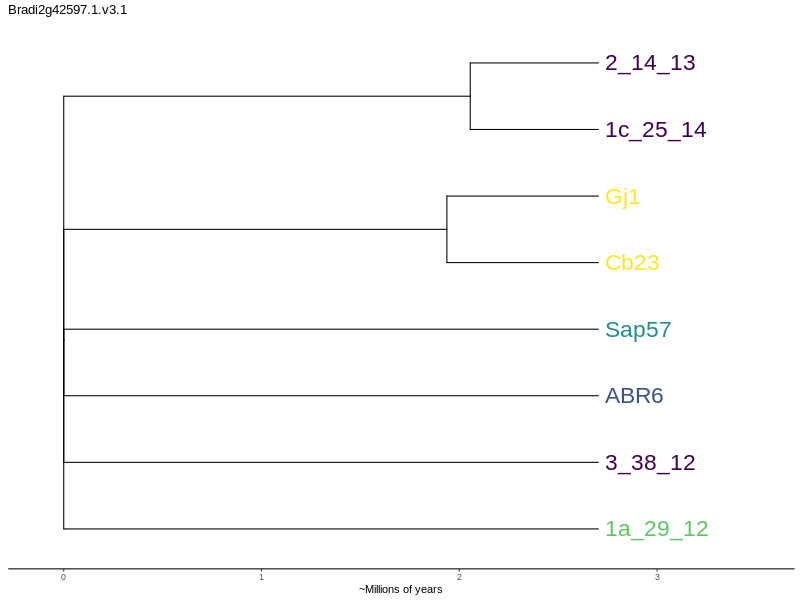 Bradi2g42597.1.v3.1
2_14_13
1c_25_14
Gj1
Cb23
Sap57
ABR6
3_38_12
1a_29_12
0 1 2 3
~Millions of years